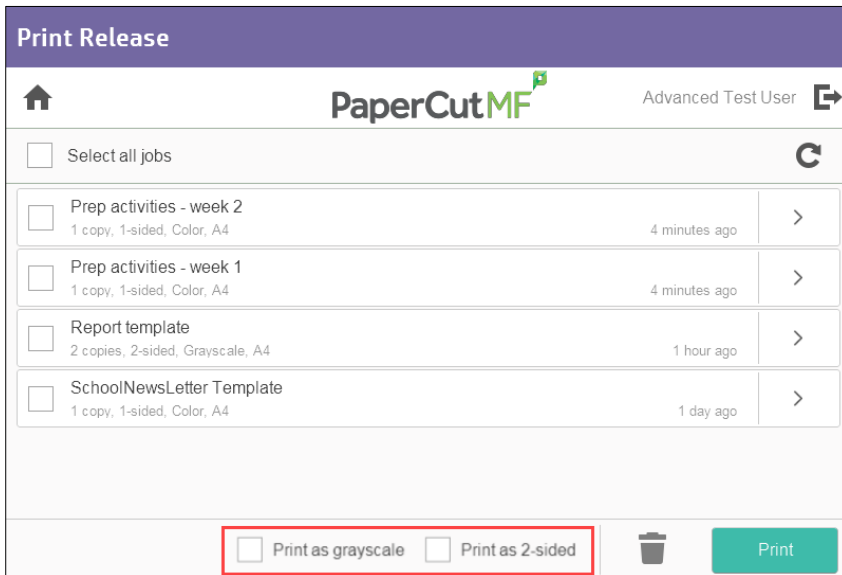 Print Release
PaperCutMF
Advanced Test User
Select all jobs
Prep activities - week 2
1 copy, 1-sided, Color, A4
4 minutes ago
Prep activities - week 1
1 copy, 1-sided, Color, A4
4 minutes ago
Report template
2 copies, 2-sided, Grayscale, A4
1 hour ago
SchoolNewsLetter Template
1 copy, 1-sided, Color, A4
1 day ago
Print as grayscale
Print as 2-sided
Print